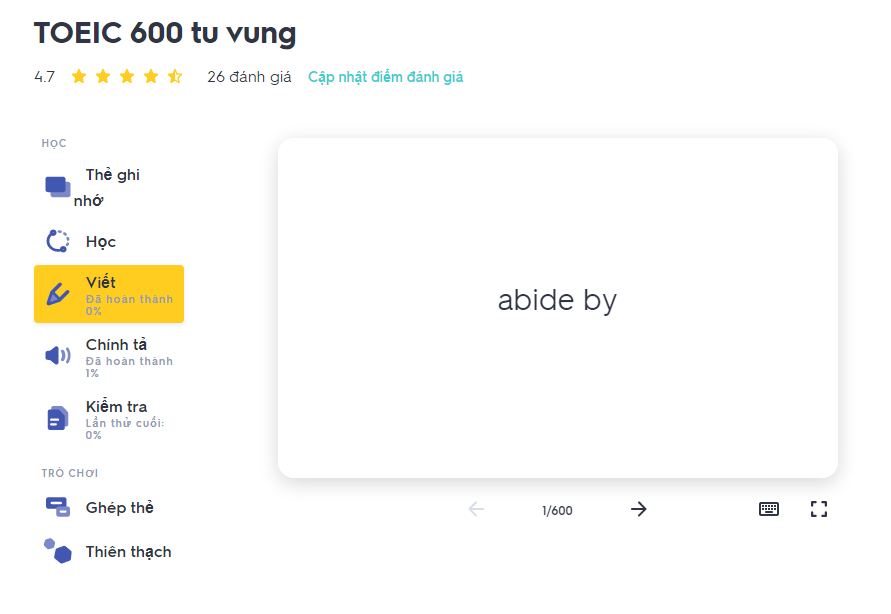 TOEIC 600 tu vung
4.7 26 đánh giá Cập nhật điểm đánh giá
HỌC
Thẻ ghi
nhớ
Học
Viết
Đã hoàn thành
0%
Chính tả
Đã hoàn thành
1%
Kiểm tra
Lần thử cuối:
0%
TRÒ CHƠI
Ghép thẻ
Thiên thạch
abide by
1/600